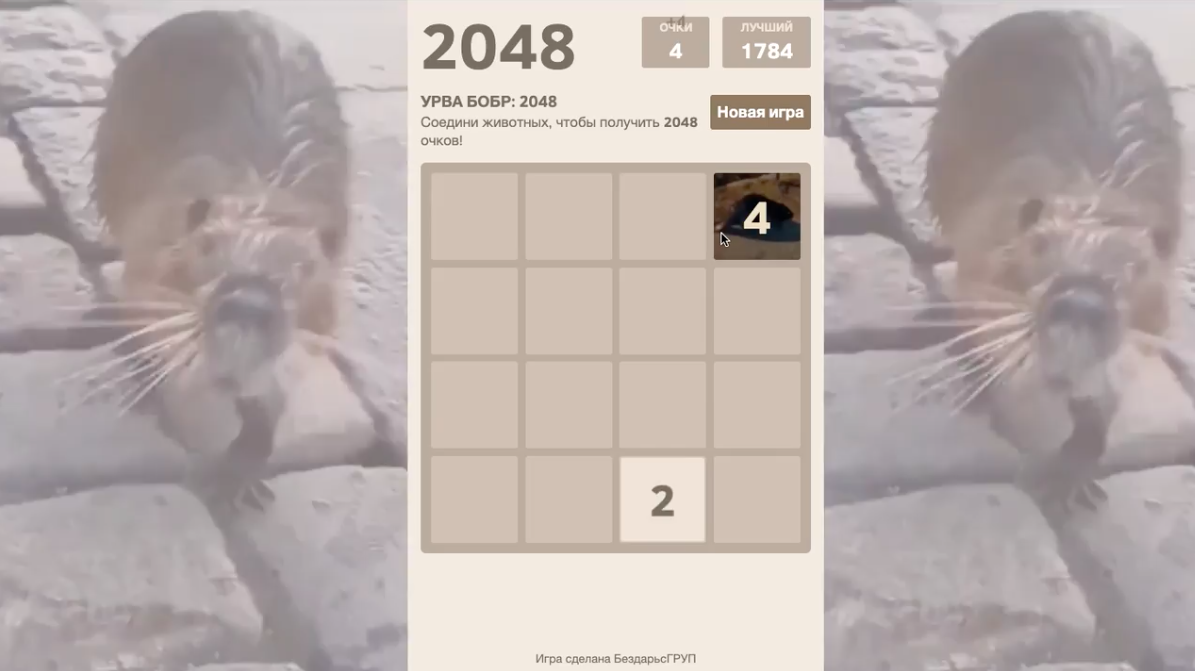 2048
ОЧКИ
4
ЛУЧШИЙ
1784
УРВА БОБР: 2048
Соедини животных, чтобы получить 2048
очков!
Новая игра
4
2
Игра сделана БездарьсГРУП